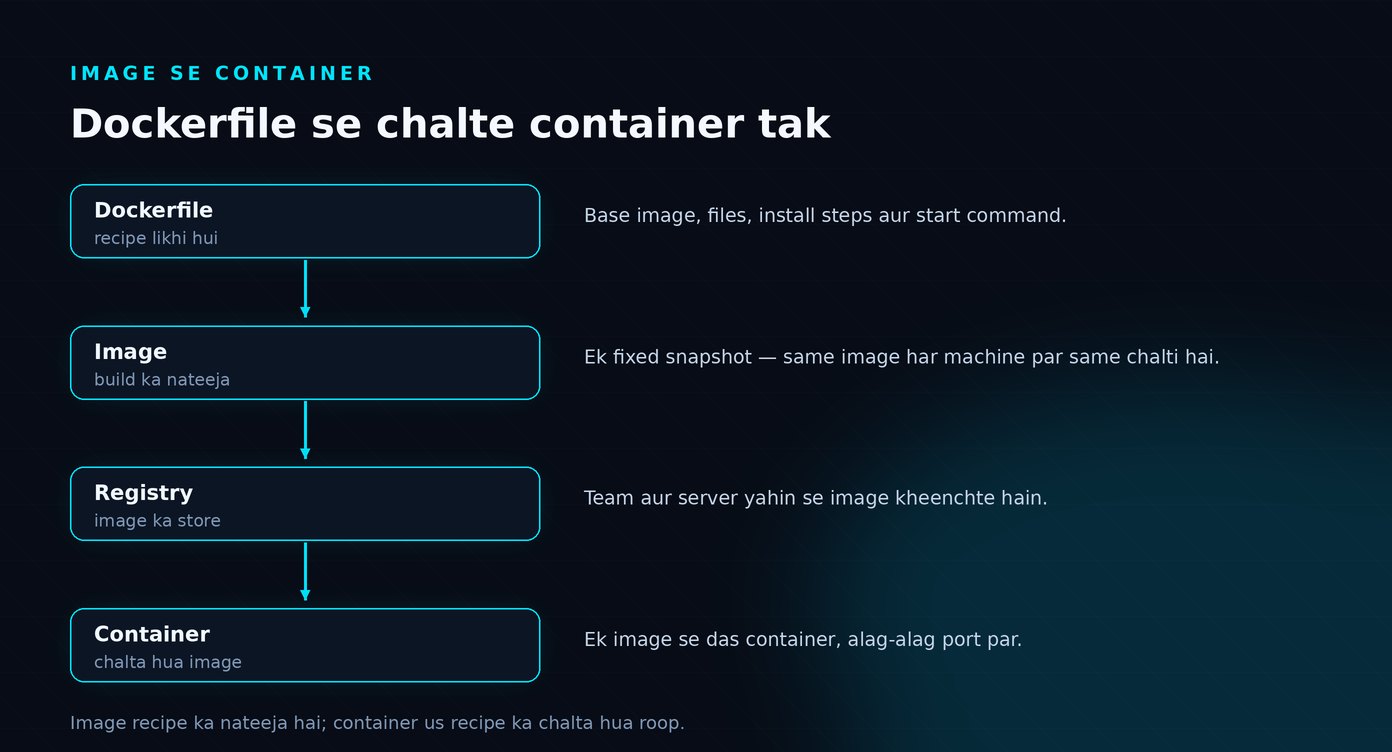 IMAGE SE CONTAINER
Dockerfile se chalte container tak
Dockerfile
recipe likhi hui
Base image, files, install steps aur start command.
Image
build ka nateeja
Ek fixed snapshot — same image har machine par same chalti hai.
Registry
image ka store
Team aur server yahin se image kheenchte hain.
Container
chalta hua image
Ek image se das container, alag-alag port par.
Image recipe ka nateeja hai; container us recipe ka chalta hua roop.